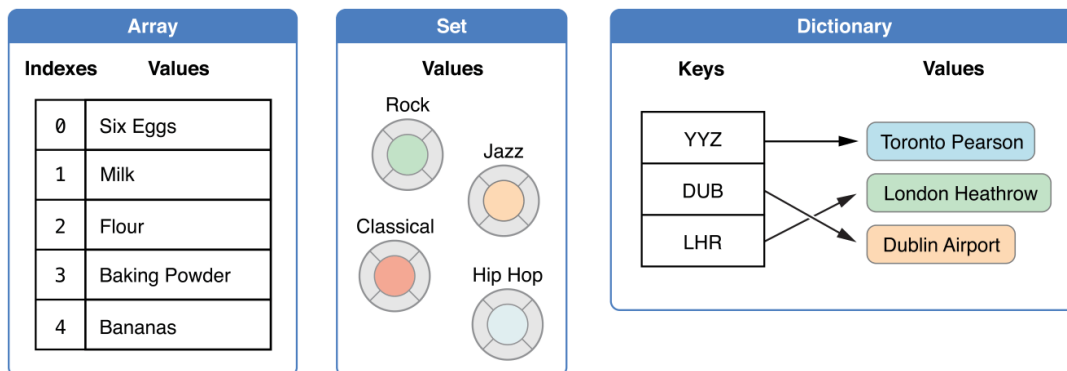 Array
Indexes Values
0 Six Eggs
1 Milk
2 Flour
3 Baking Powder
4 Bananas
Set
Values
Rock
Jazz
Classical
Hip Hop
Dictionary
Keys Values
YYZ Toronto Pearson
DUB London Heathrow
LHR Dublin Airport